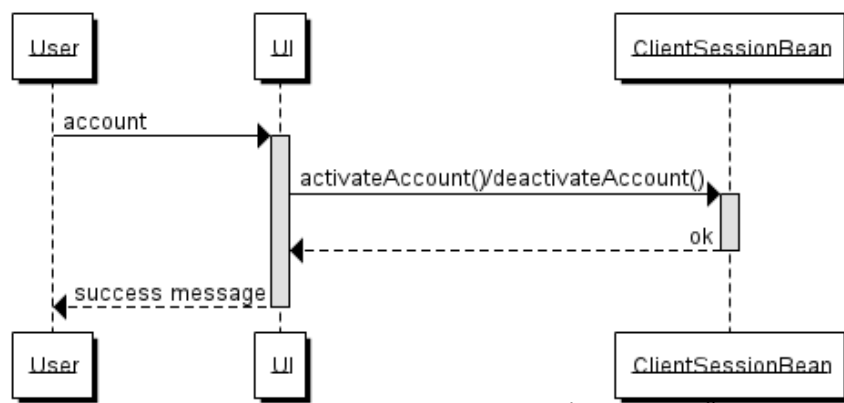 User
UI
ClientSessionBean
account
activateAccount()/deactivateAccount()
ok
success message
User
UI
ClientSessionBean